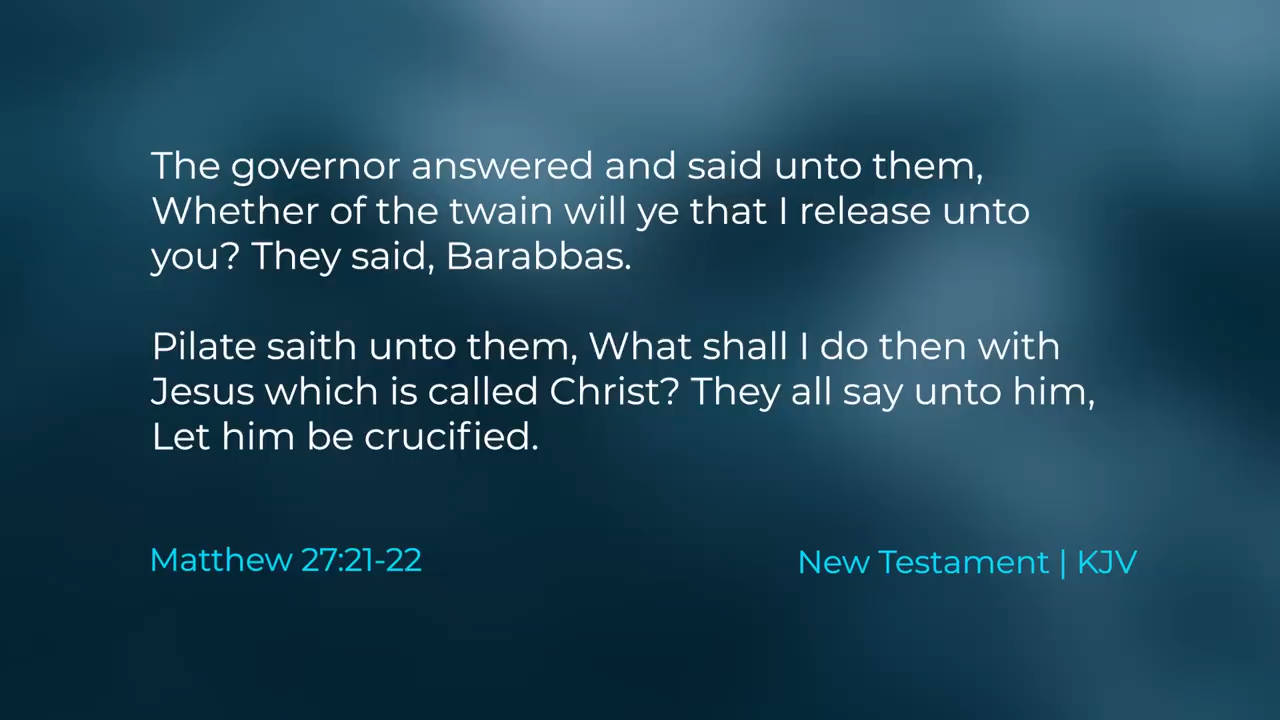 The governor answered and said unto them,
Whether of the twain will ye that I release unto
you? They said, Barabbas.
Pilate saith unto them, What shall I do then with
Jesus which is called Christ? They all say unto him,
Let him be crucified.
Matthew 27:21-22
New Testament | KJV